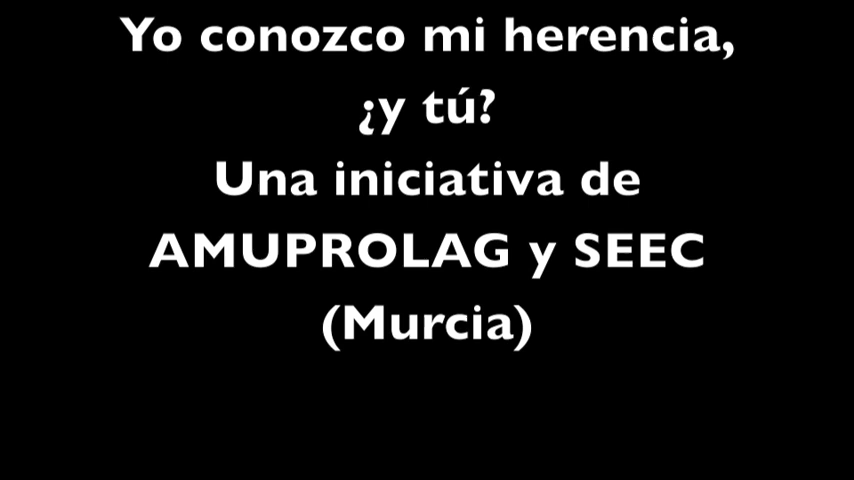 Yo conozco mi herencia,
¿y tú?
Una iniciativa de
AMUPROLAG y SEEC
(Murcia)